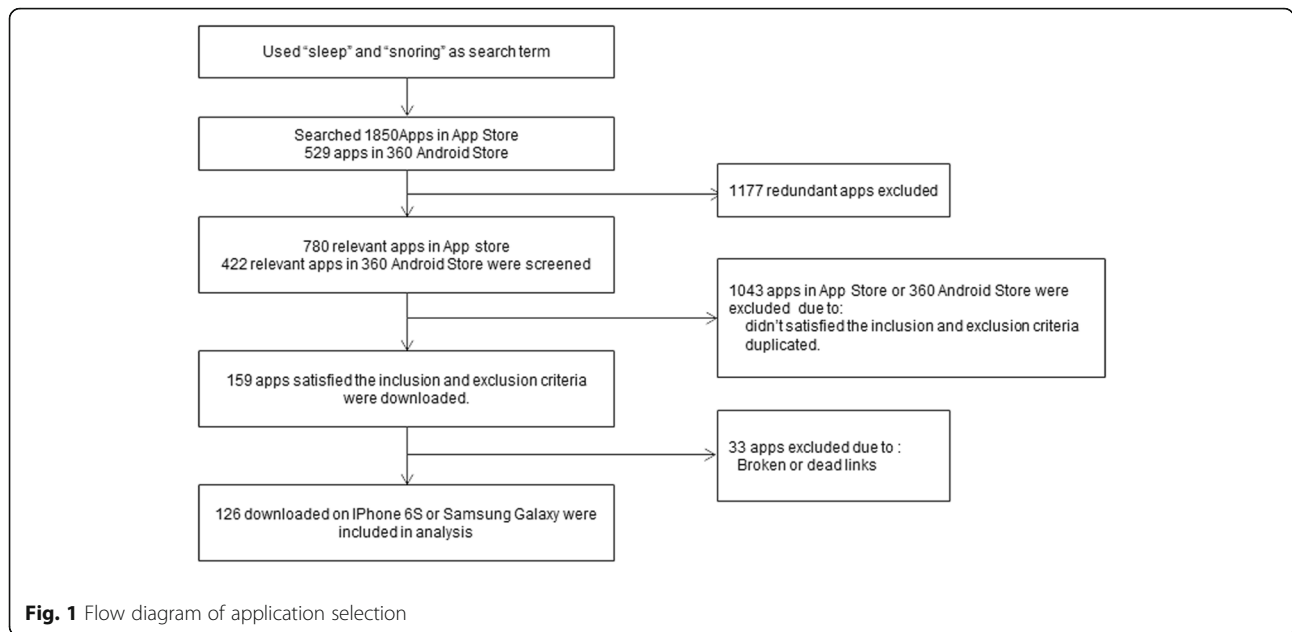 Used "sleep" and "snoring" as search term
Searched 1850Apps in App Store
529 apps in 360 Android Store
1177 redundant apps excluded
780 relevant apps in App store
422 relevant apps in 360 Android Store were screened
1043 apps in App Store or 360 Android Store were
excluded due to:
didn't satisfied the inclusion and exclusion criteria
duplicated.
159 apps satisfied the inclusion and exclusion criteria
were downloaded.
33 apps excluded due to :
Broken or dead links
126 downloaded on IPhone 6S or Samsung Galaxy were
included in analysis
Fig. 1 Flow diagram of application selection